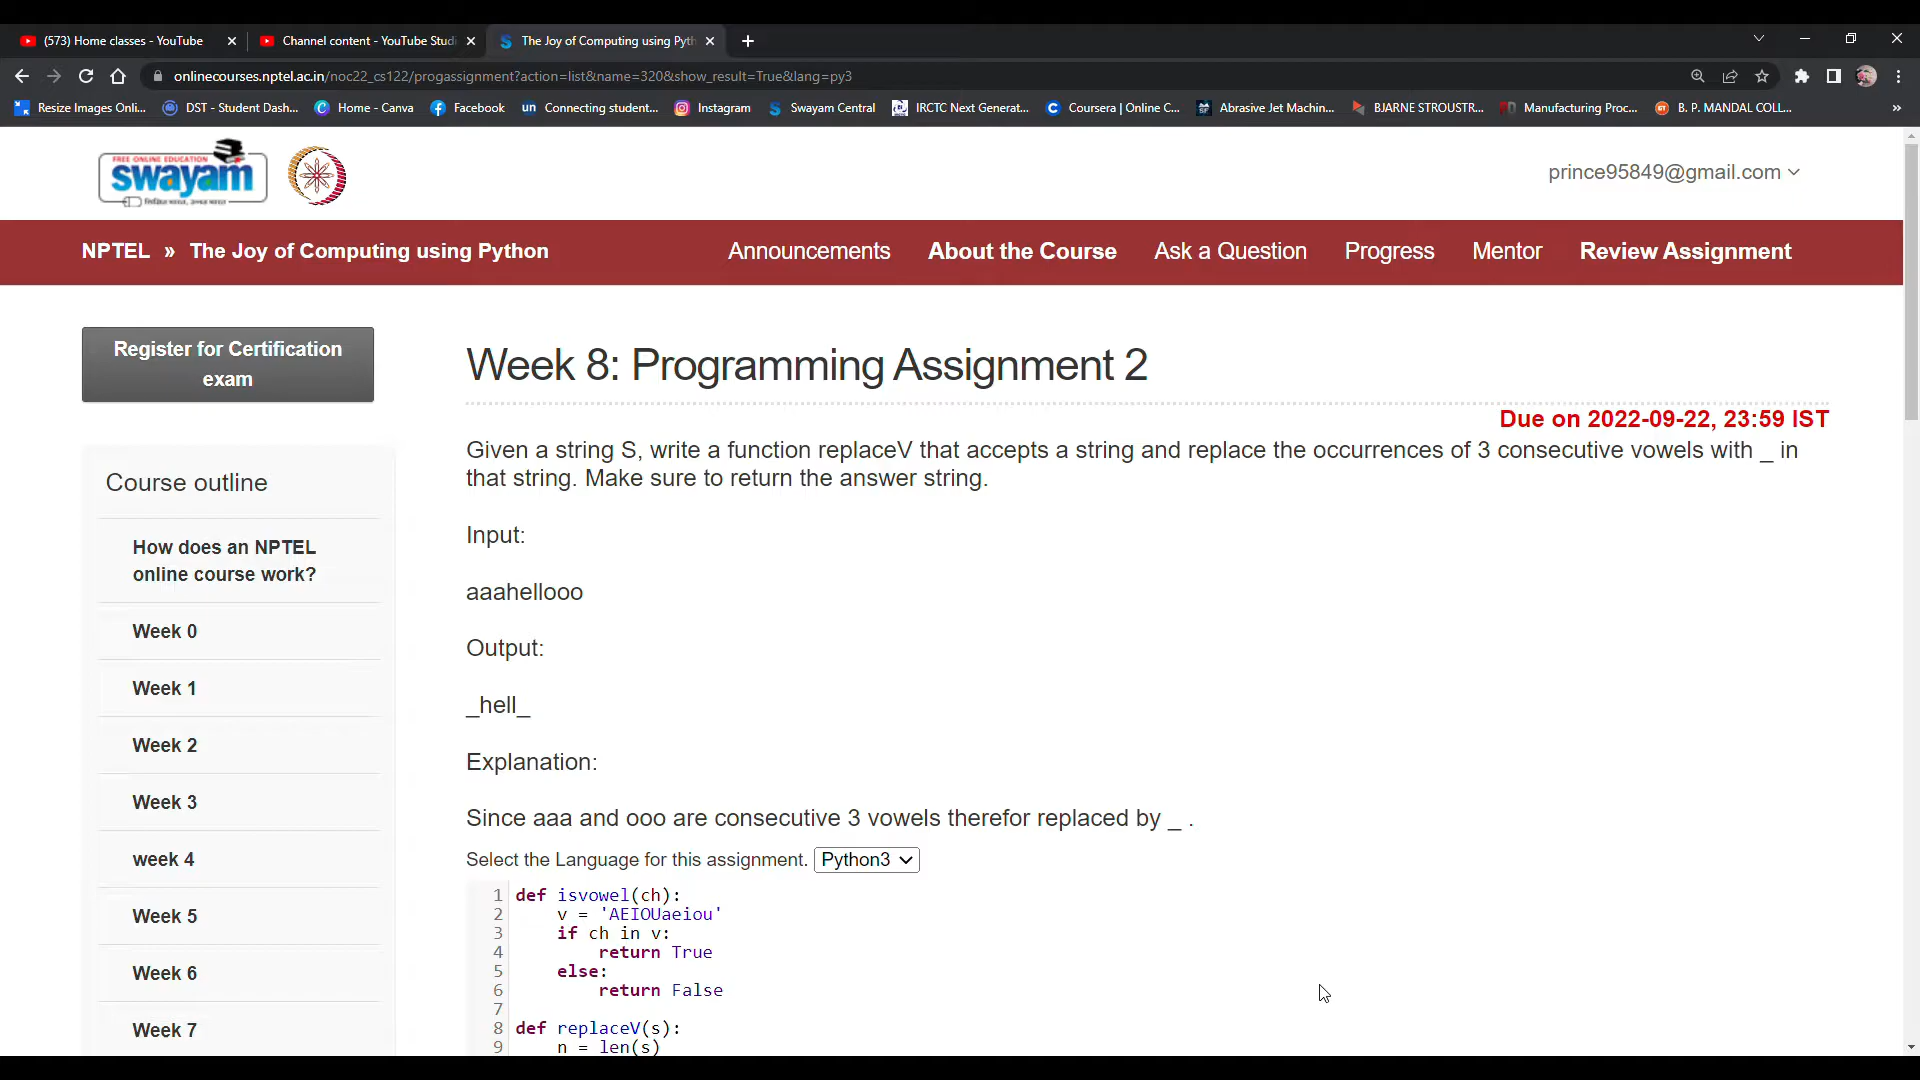 (573) Home classes - YouTube
Channel content - YouTube Studi
The Joy of Computing using Pyth
onlinecourses.nptel.ac.in/noc22_cs122/progassignment?action=list&name=320&show_result=True&lang=py3
Resize Images Onli...
DST - Student Dash...
Home - Canva
Facebook
un Connecting student...
Instagram
Swayam Central
IRCTC Next Generat...
Coursera | Online C...
Abrasive Jet Machin...
BJARNE STROUSTR...
Manufacturing Proc...
B. P. MANDAL COLL...
»
FREE ONLINE EDUCATION
swayam
prince95849@gmail.com
NPTEL » The Joy of Computing using Python
Announcements
About the Course
Ask a Question
Progress
Mentor
Review Assignment
Register for Certification
exam
Course outline
How does an NPTEL
online course work?
Week 0
Week 1
Week 2
Week 3
week 4
Week 5
Week 6
Week 7
Week 8: Programming Assignment 2
Due on 2022-09-22, 23:59 IST
Given a string S, write a function replaceV that accepts a string and replace the occurrences of 3 consecutive vowels with _ in
that string. Make sure to return the answer string.
Input:
aaahellooo
Output:
_hell_
Explanation:
Since aaa and ooo are consecutive 3 vowels therefor replaced by _ .
Select the Language for this assignment. Python3
1 def isvowel(ch):
2     v = 'AEIOUaeiou'
3     if ch in v:
4         return True
5     else:
6         return False
7
8 def replaceV(s):
9     n = len(s)